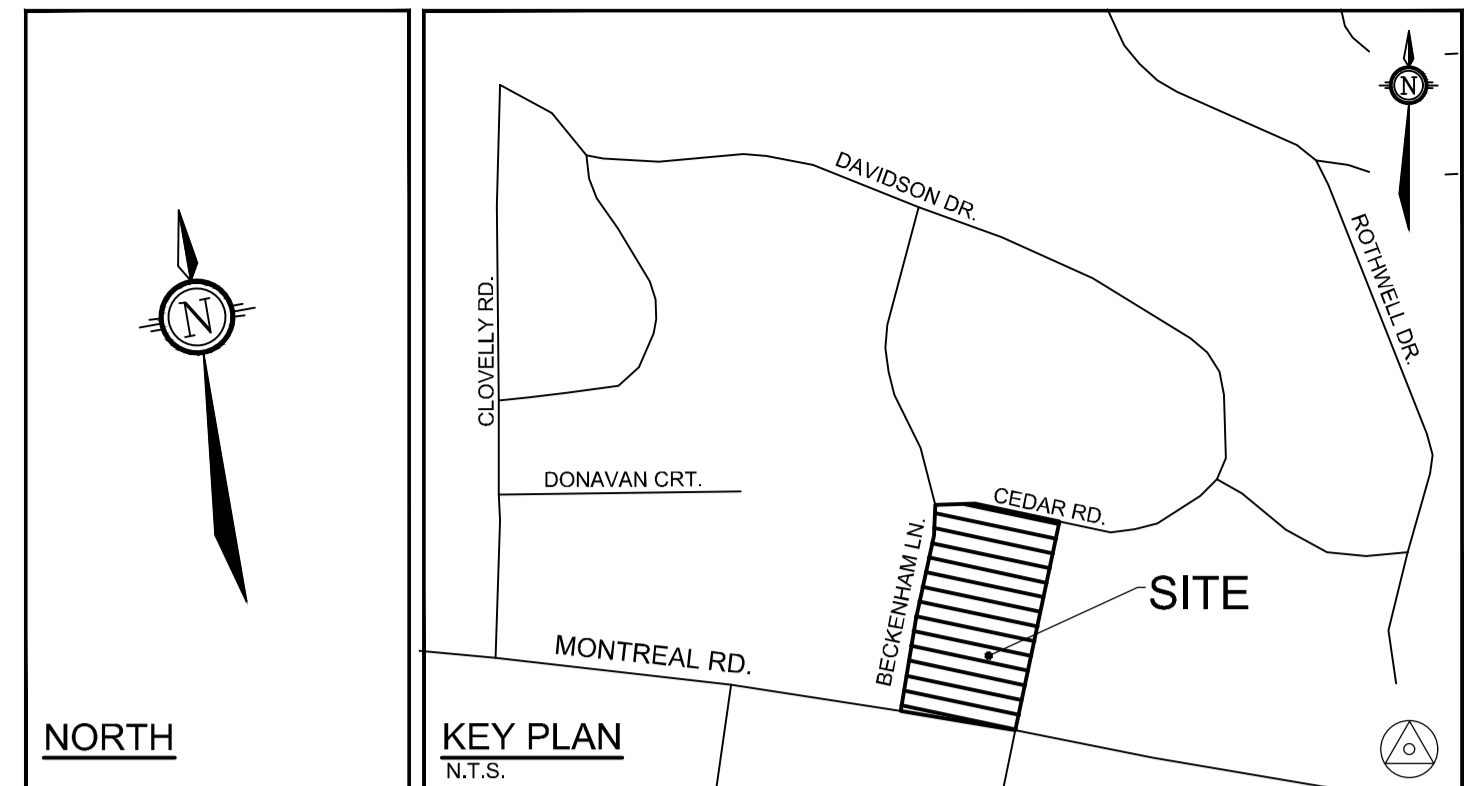 N
NORTH
N
DAVIDSON DR.
ROTHWELL DR.
CLOVELLY RD.
DONAVAN CRT.
CEDAR RD.
BECKENHAM LN.
SITE
MONTREAL RD.
KEY PLAN
N.T.S.